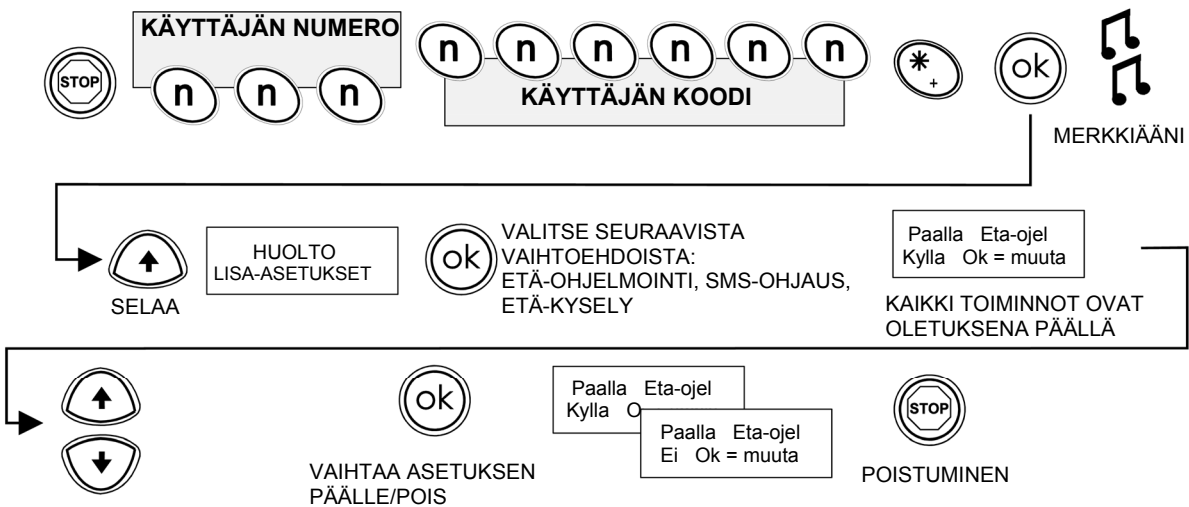 STOP
KÄYTTÄJÄN NUMERO
n n n
n n n n n n
KÄYTTÄJÄN KOODI
*
+
ok
MERKKIÄÄNI
SELAA
HUOLTO
LISA-ASETUKSET
ok
VALITSE SEURAAVISTA
VAIHTOEHDOISTA:
ETÄ-OHJELMOINTI, SMS-OHJAUS,
ETÄ-KYSELY
Paalla Eta-ojel
Kylla Ok = muuta
KAIKKI TOIMINNOT OVAT
OLETUKSENA PÄÄLLÄ
ok
VAIHTAA ASETUKSEN
PÄÄLLE/POIS
Paalla Eta-ojel
Kylla
Paalla Eta-ojel
Ei Ok = muuta
STOP
POISTUMINEN